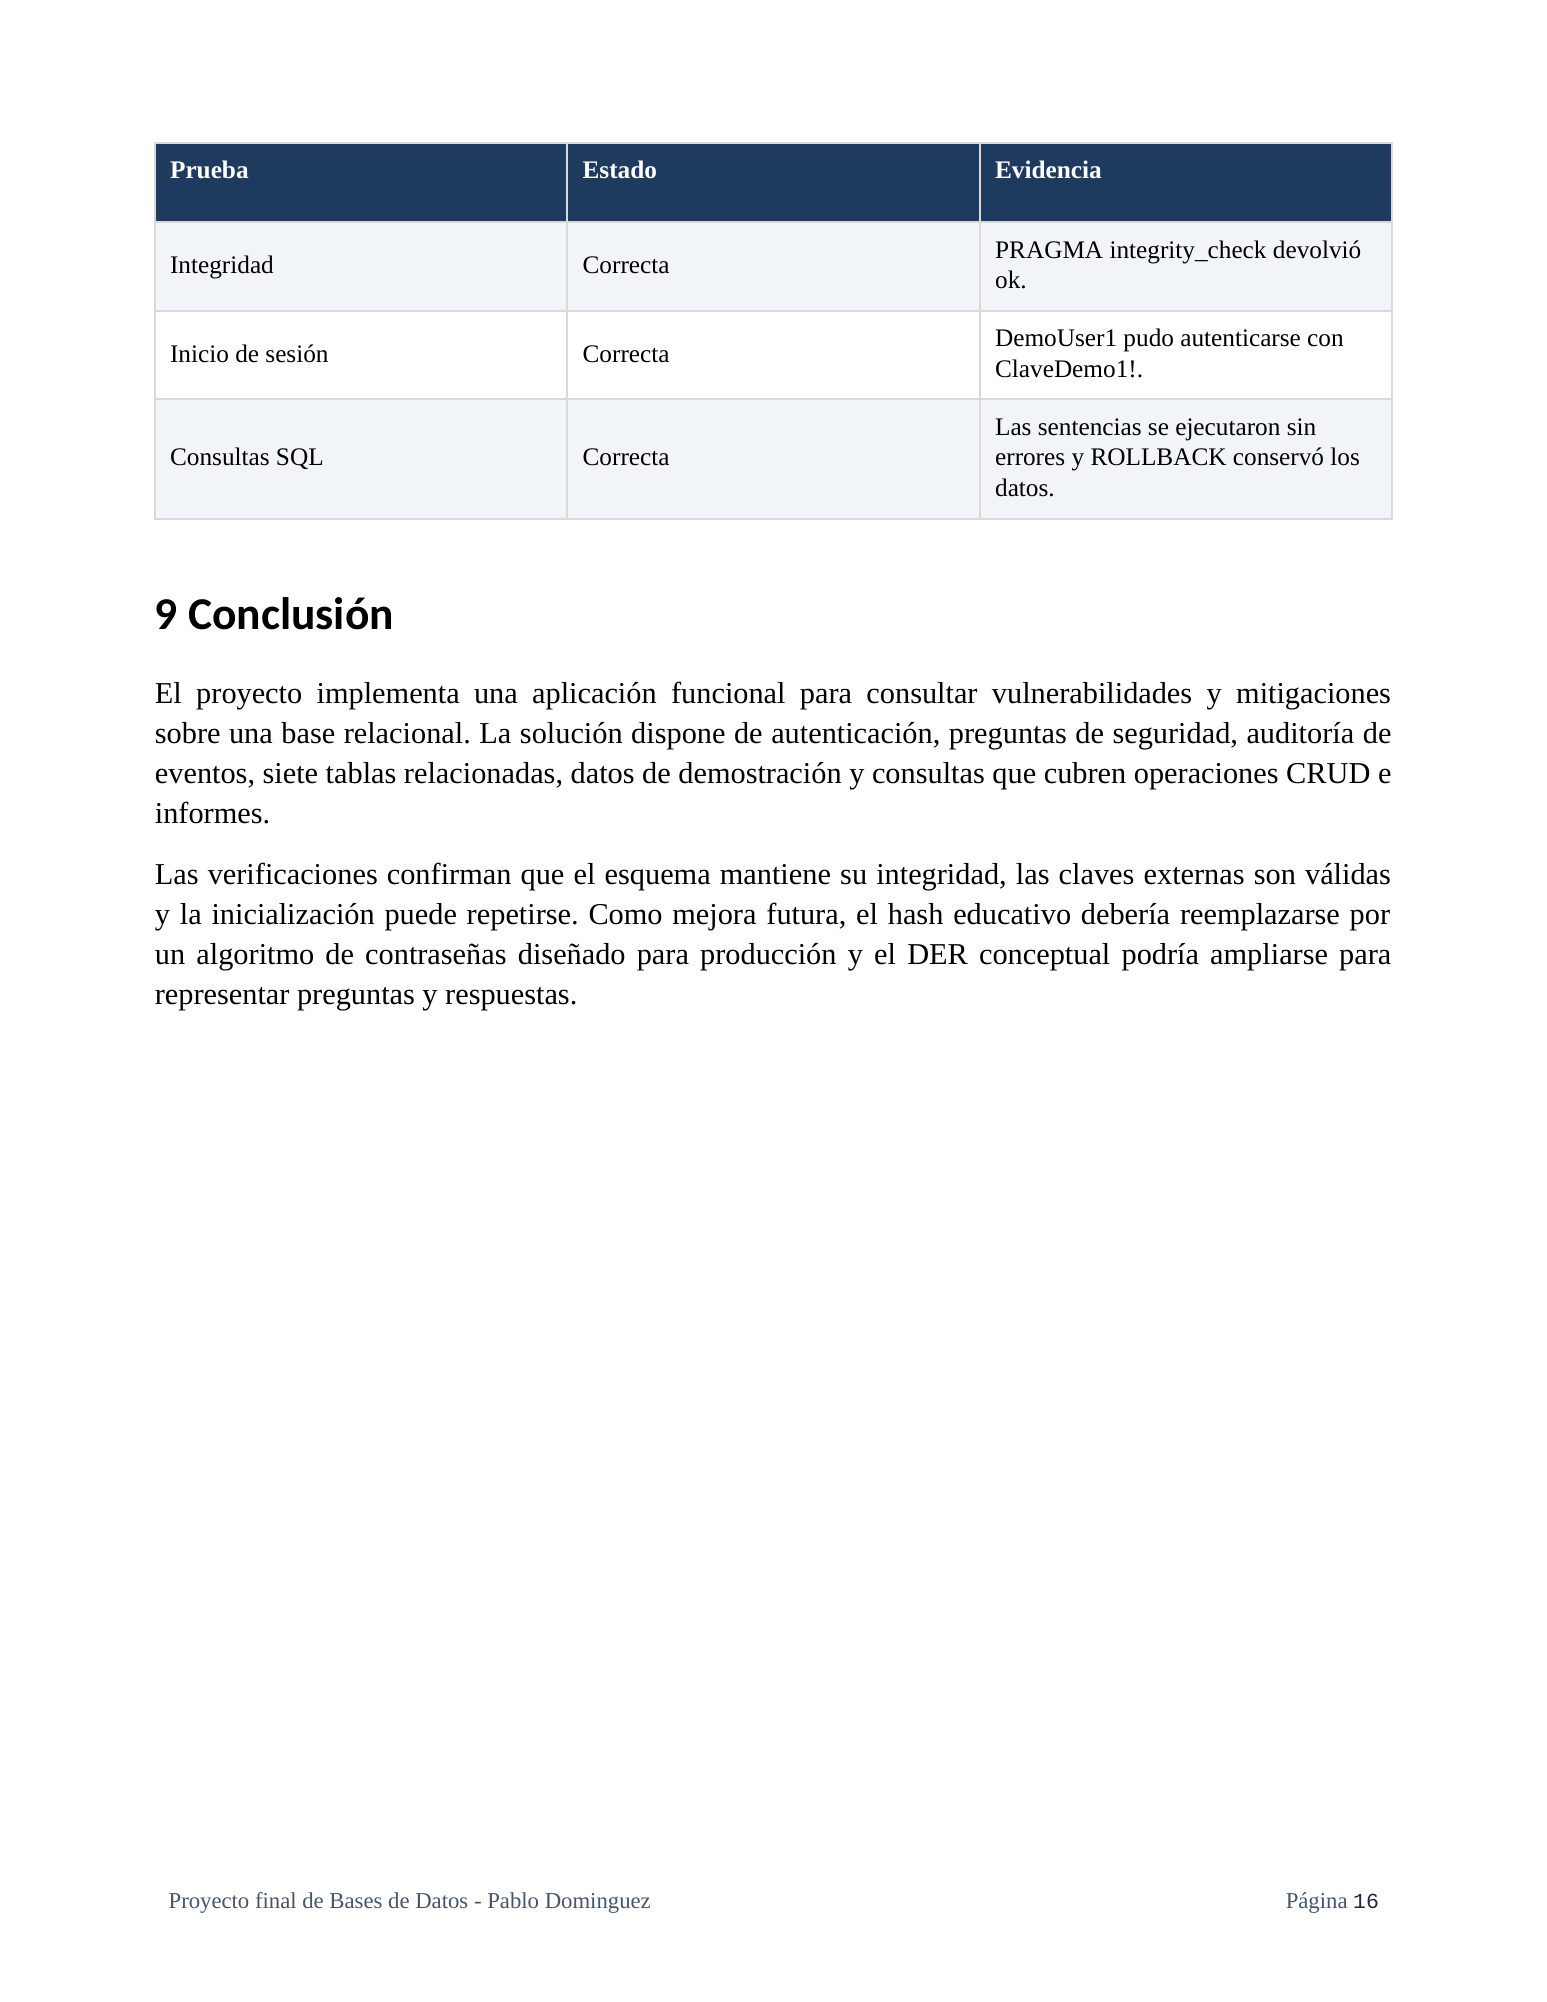 Prueba Estado Evidencia
Integridad Correcta PRAGMA integrity_check devolvió
ok.
Inicio de sesión Correcta DemoUser1 pudo autenticarse con
ClaveDemo1!.
Consultas SQL Correcta Las sentencias se ejecutaron sin
errores y ROLLBACK conservó los
datos.
9 Conclusión
El proyecto implementa una aplicación funcional para consultar vulnerabilidades y mitigaciones
sobre una base relacional. La solución dispone de autenticación, preguntas de seguridad, auditoría de
eventos, siete tablas relacionadas, datos de demostración y consultas que cubren operaciones CRUD e
informes.
Las verificaciones confirman que el esquema mantiene su integridad, las claves externas son válidas
y la inicialización puede repetirse. Como mejora futura, el hash educativo debería reemplazarse por
un algoritmo de contraseñas diseñado para producción y el DER conceptual podría ampliarse para
representar preguntas y respuestas.
Proyecto final de Bases de Datos - Pablo Dominguez Página 16